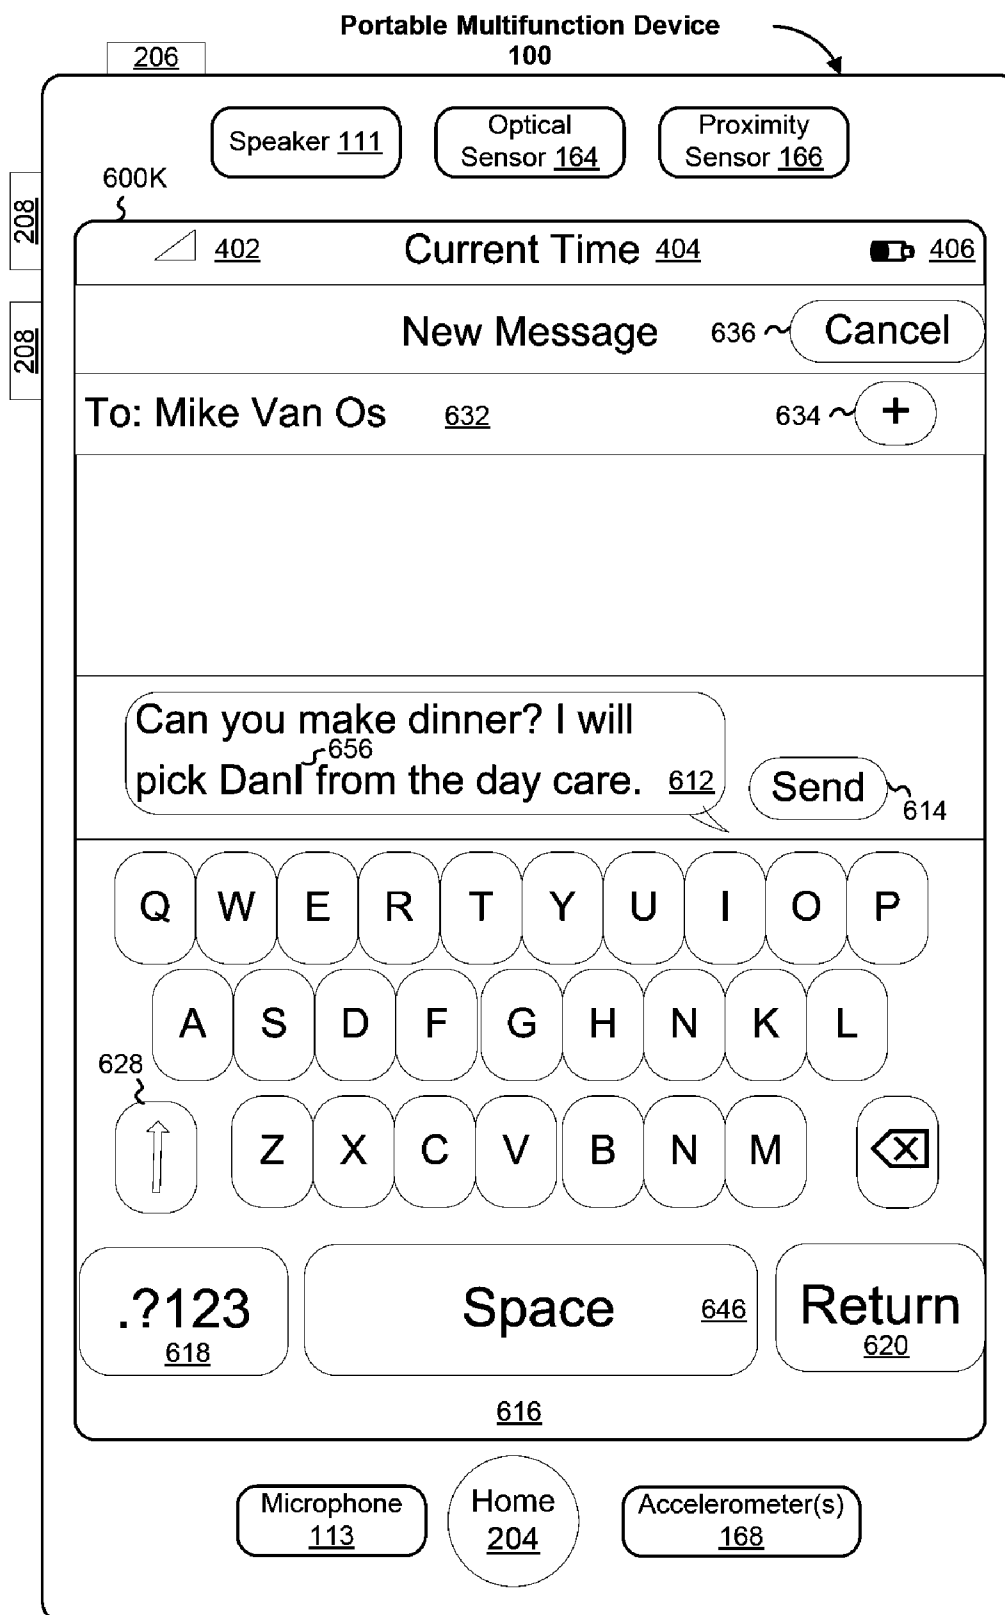 Portable Multifunction Device
100
206
Speaker 111
Optical
Sensor 164
Proximity
Sensor 166
600K
208
402 Current Time 404 406
New Message 636 Cancel
208
To: Mike Van Os 632 634 +
Can you make dinner? I will
656
pick Danl from the day care. 612 Send
614
Q W E R T Y U I O P
A S D F G H N K L
628
Z X C V B N M
.?123
618
Space 646
Return
620
616
Microphone
113
Home
204
Accelerometer(s)
168